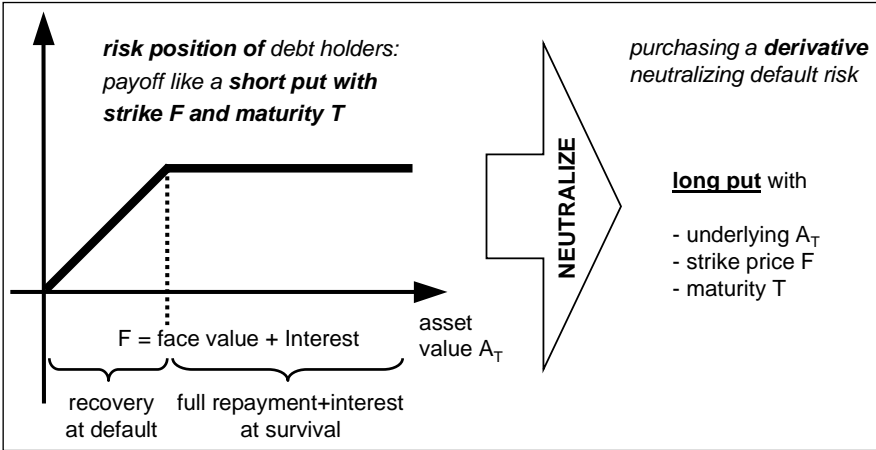 risk position of debt holders:
payoff like a short put with
strike F and maturity T
F = face value + Interest
asset
value A_T
recovery
at default
full repayment+interest
at survival
NEUTRALIZE
purchasing a derivative
neutralizing default risk
long put with
- underlying A_T
- strike price F
- maturity T